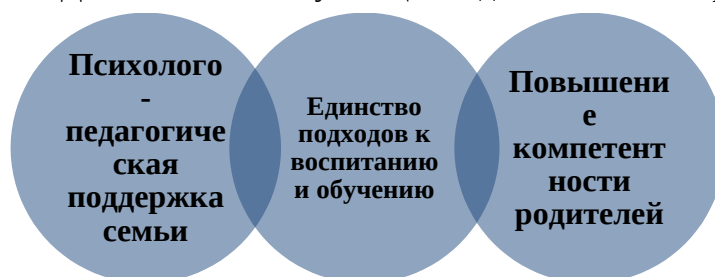 Психолого
-
педагогиче
ская
поддержка
семьи
Единство
подходов к
воспитанию
и обучению
Повышени
е
компетент
ности
родителей